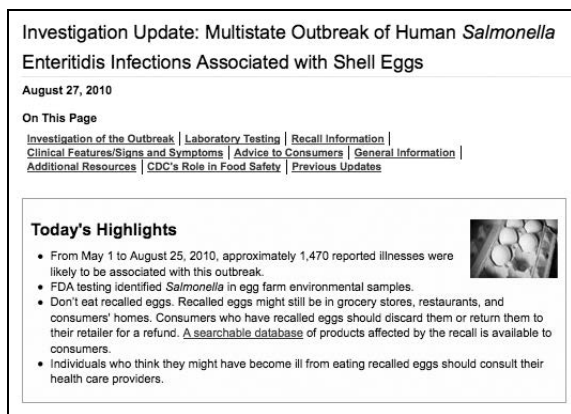 Investigation Update: Multistate Outbreak of Human Salmonella
Enteritidis Infections Associated with Shell Eggs
August 27, 2010
On This Page
Investigation of the Outbreak | Laboratory Testing | Recall Information |
Clinical Features/Signs and Symptoms | Advice to Consumers | General Information |
Additional Resources | CDC's Role in Food Safety | Previous Updates
Today's Highlights
• From May 1 to August 25, 2010, approximately 1,470 reported illnesses were
likely to be associated with this outbreak.
• FDA testing identified Salmonella in egg farm environmental samples.
• Don't eat recalled eggs. Recalled eggs might still be in grocery stores, restaurants, and
consumers' homes. Consumers who have recalled eggs should discard them or return them to
their retailer for a refund. A searchable database of products affected by the recall is available to
consumers.
• Individuals who think they might have become ill from eating recalled eggs should consult their
health care providers.